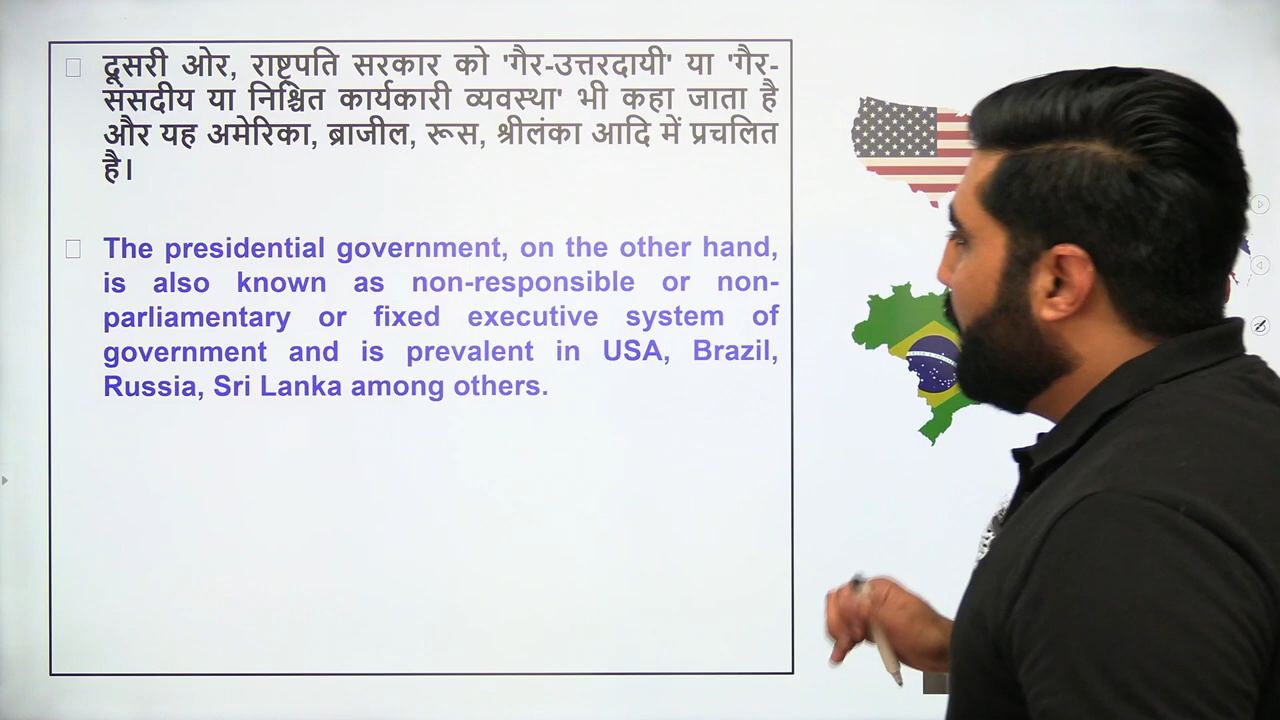 दूसरी ओर, राष्ट्रपति सरकार को 'गैर-उत्तरदायी' या 'गैर-
संसदीय या निश्चित कार्यकारी व्यवस्था' भी कहा जाता है
और यह अमेरिका, ब्राजील, रूस, श्रीलंका आदि में प्रचलित
है।
The presidential government, on the other hand,
is also known as non-responsible or non-
parliamentary or fixed executive system of
government and is prevalent in USA, Brazil,
Russia, Sri Lanka among others.